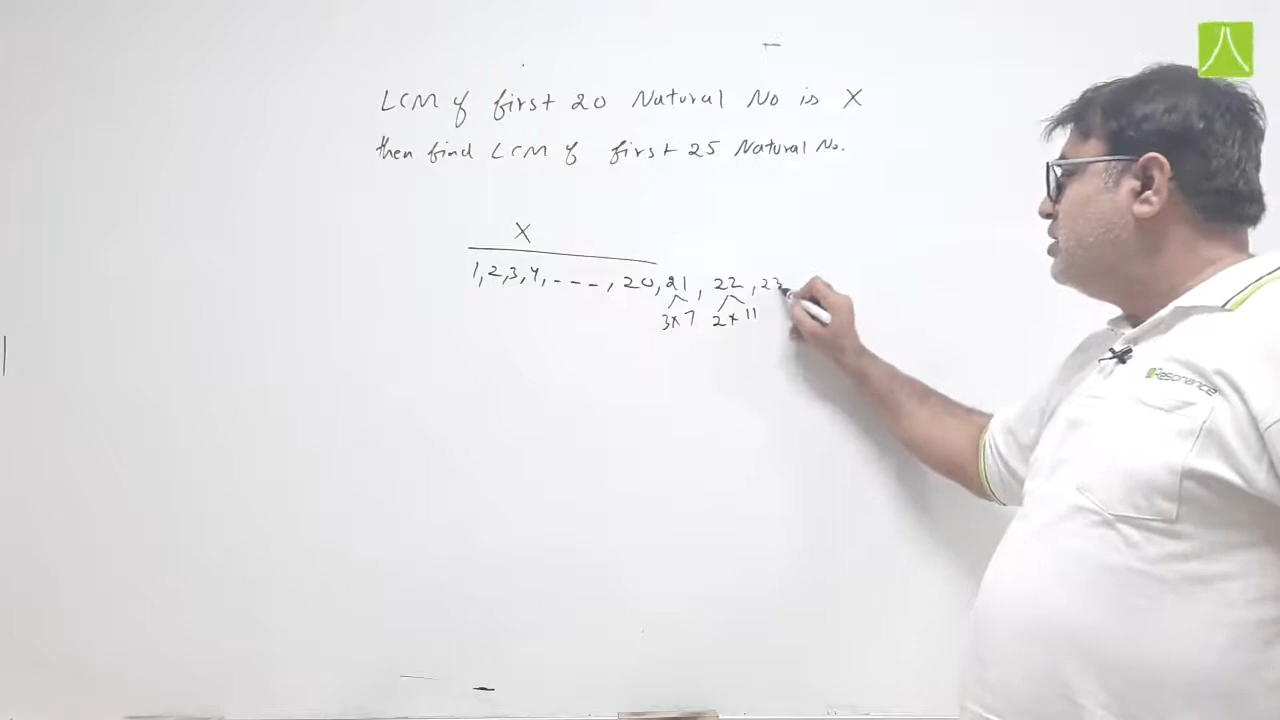 LCM of first 20 Natural No is X
then find LCM of first 25 Natural No.
X
1, 2, 3, 4, - - - , 20, 21, 22, 23
3 x 7 2 x 11
Resonance